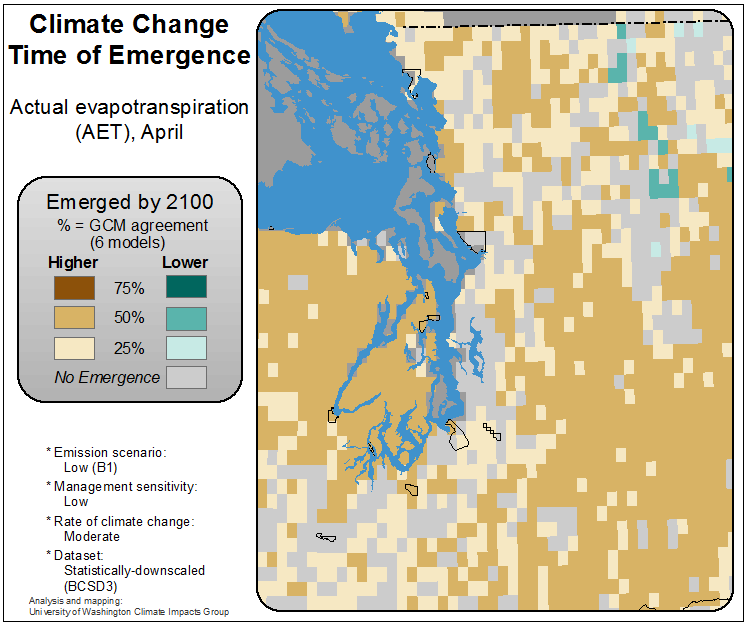 Climate Change
Time of Emergence
Actual evapotranspiration
(AET), April
Emerged by 2100
% = GCM agreement
(6 models)
Higher Lower
75%
50%
25%
No Emergence
* Emission scenario:
Low (B1)
* Management sensitivity:
Low
* Rate of climate change:
Moderate
* Dataset:
Statistically-downscaled
(BCSD3)
Analysis and mapping:
University of Washington Climate Impacts Group